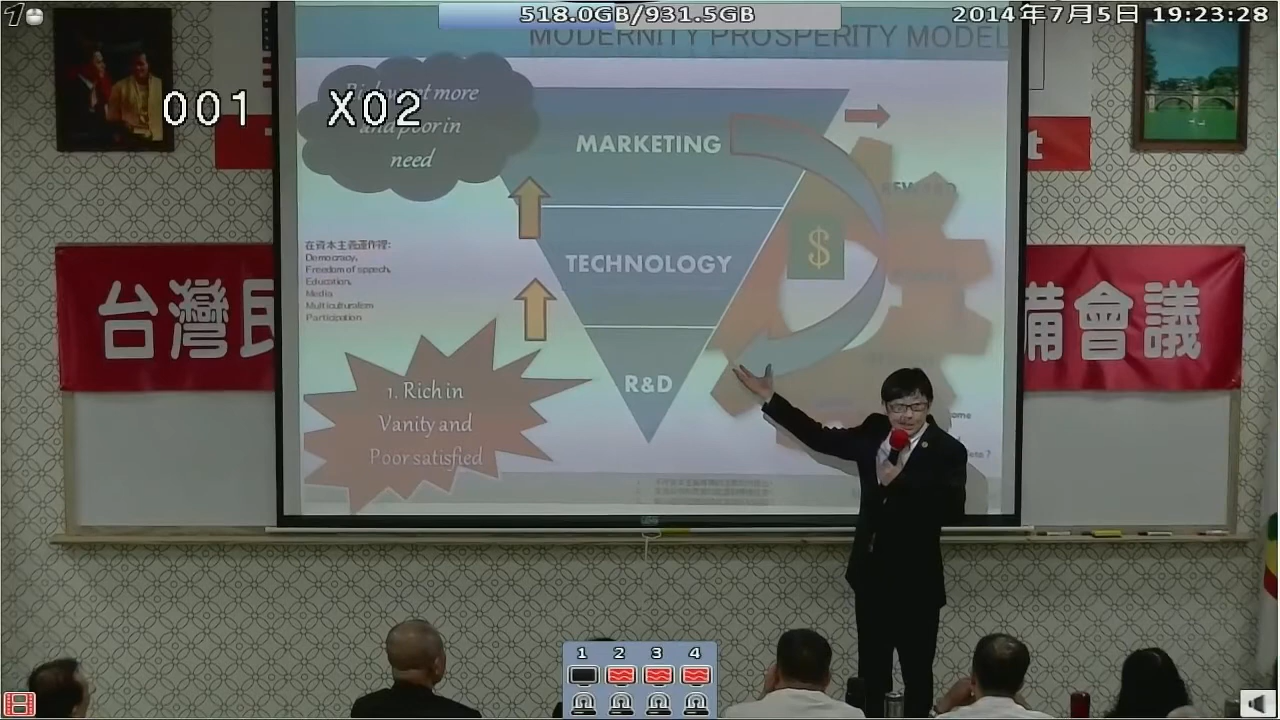 518.0GB/931.5GB
2014年7月5日 19:23:28
MODERNITY PROSPERITY MODEL
001 X02
more
and poor in
need
MARKETING
t
在資本主義運作裡:
Democracy,
Freedom of speech,
Education,
Media
Multiculturalism
Participation
TECHNOLOGY
$
台灣民
備會議
R&D
1. Rich in
Vanity and
Poor satisfied
1 2 3 4